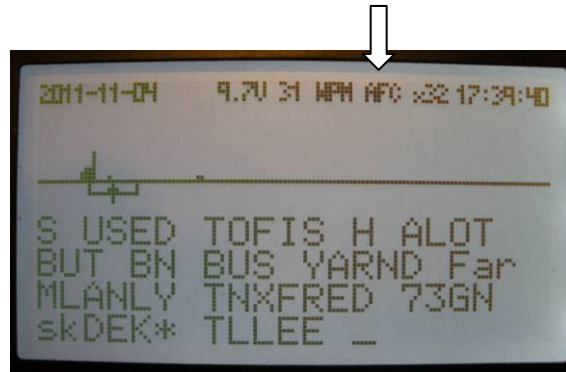 2011-11-04 9.7V 31 WPM AFC x32 17:39:40
S USED TOFIS H ALOT
BUT BN BUS YARND Far
MLANLY TNXFRED 73GN
skDEK* TLLEE _